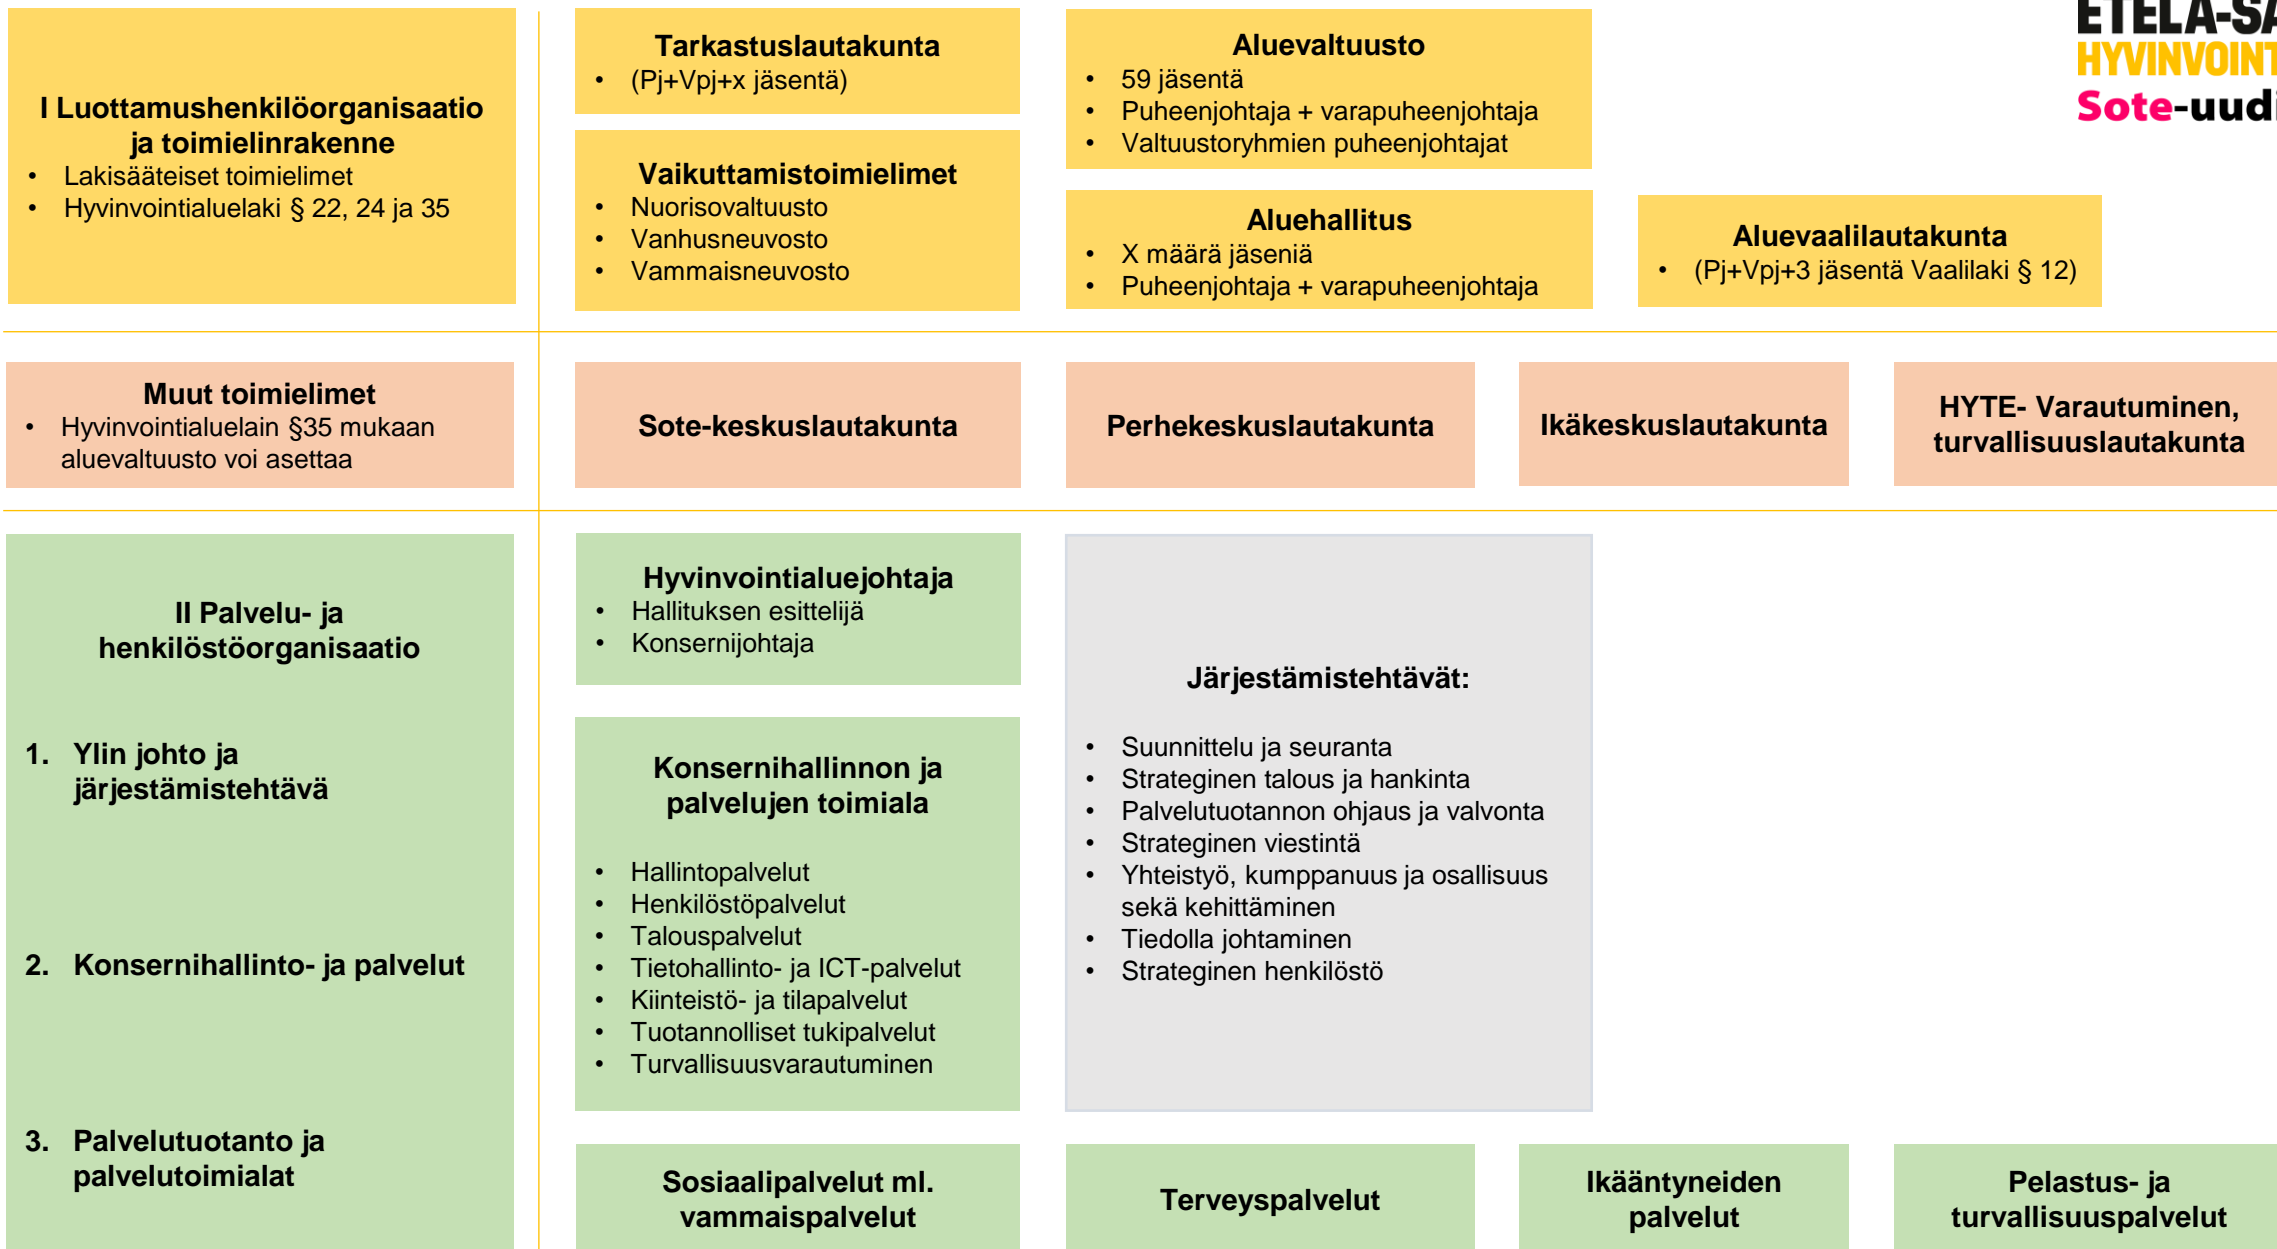 ETELÄ-SA
HYVINVOINT
Sote-uudi
I Luottamushenkilöorganisaatio
ja toimielinrakenne
• Lakisääteiset toimielimet
• Hyvinvointialuelaki § 22, 24 ja 35
Tarkastuslautakunta
• (Pj+Vpj+x jäsentä)
Vaikuttamistoimielimet
• Nuorisovaltuusto
• Vanhusneuvosto
• Vammaisneuvosto
Aluevaltuusto
• 59 jäsentä
• Puheenjohtaja + varapuheenjohtaja
• Valtuustoryhmien puheenjohtajat
Aluehallitus
• X määrä jäseniä
• Puheenjohtaja + varapuheenjohtaja
Aluevaalilautakunta
• (Pj+Vpj+3 jäsentä Vaalilaki § 12)
Muut toimielimet
• Hyvinvointialuelain §35 mukaan
aluevaltuusto voi asettaa
Sote-keskuslautakunta
Perhekeskuslautakunta
Ikäkeskuslautakunta
HYTE- Varautuminen,
turvallisuuslautakunta
II Palvelu- ja
henkilöstöorganisaatio
1. Ylin johto ja
järjestämistehtävä
2. Konsernihallinto- ja palvelut
3. Palvelutuotanto ja
palvelutoimialat
Hyvinvointialuejohtaja
• Hallituksen esittelijä
• Konsernijohtaja
Konsernihallinnon ja
palvelujen toimiala
• Hallintopalvelut
• Henkilöstöpalvelut
• Talouspalvelut
• Tietohallinto- ja ICT-palvelut
• Kiinteistö- ja tilapalvelut
• Tuotannolliset tukipalvelut
• Turvallisuusvarautuminen
Järjestämistehtävät:
• Suunnittelu ja seuranta
• Strateginen talous ja hankinta
• Palvelutuotannon ohjaus ja valvonta
• Strateginen viestintä
• Yhteistyö, kumppanuus ja osallisuus
sekä kehittäminen
• Tiedolla johtaminen
• Strateginen henkilöstö
Sosiaalipalvelut ml.
vammaispalvelut
Terveyspalvelut
Ikääntyneiden
palvelut
Pelastus- ja
turvallisuuspalvelut